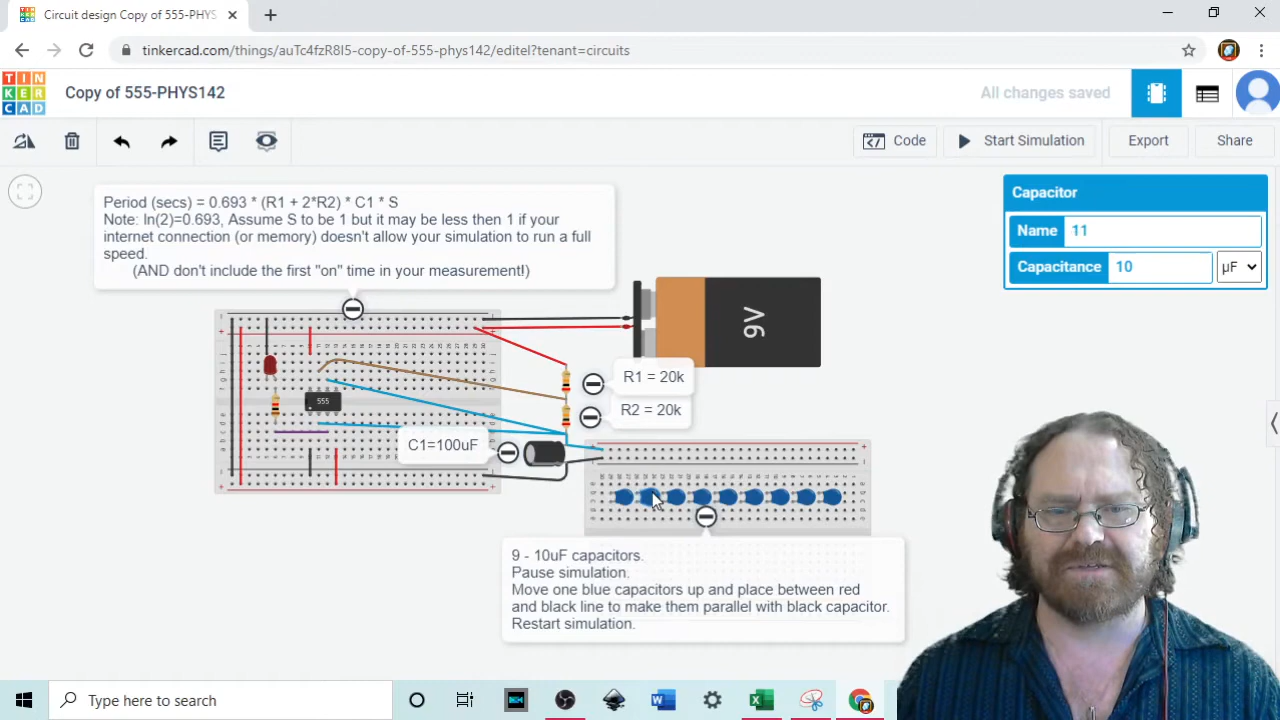 Circuit design Copy of 555-PHYS
tinkercad.com/things/auTc4fzR8I5-copy-of-555-phys142/editel?tenant=circuits
TIN
KER
CAD
Copy of 555-PHYS142
All changes saved
Code
Start Simulation
Export
Share
Period (secs) = 0.693 * (R1 + 2*R2) * C1 * S
Note: ln(2)=0.693, Assume S to be 1 but it may be less then 1 if your
internet connection (or memory) doesn't allow your simulation to run a full
speed.
(AND don't include the first "on" time in your measurement!)
Capacitor
Name 11
Capacitance 10 µF
9V
R1 = 20k
R2 = 20k
555
C1=100uF
9 - 10uF capacitors.
Pause simulation.
Move one blue capacitors up and place between red
and black line to make them parallel with black capacitor.
Restart simulation.
Type here to search